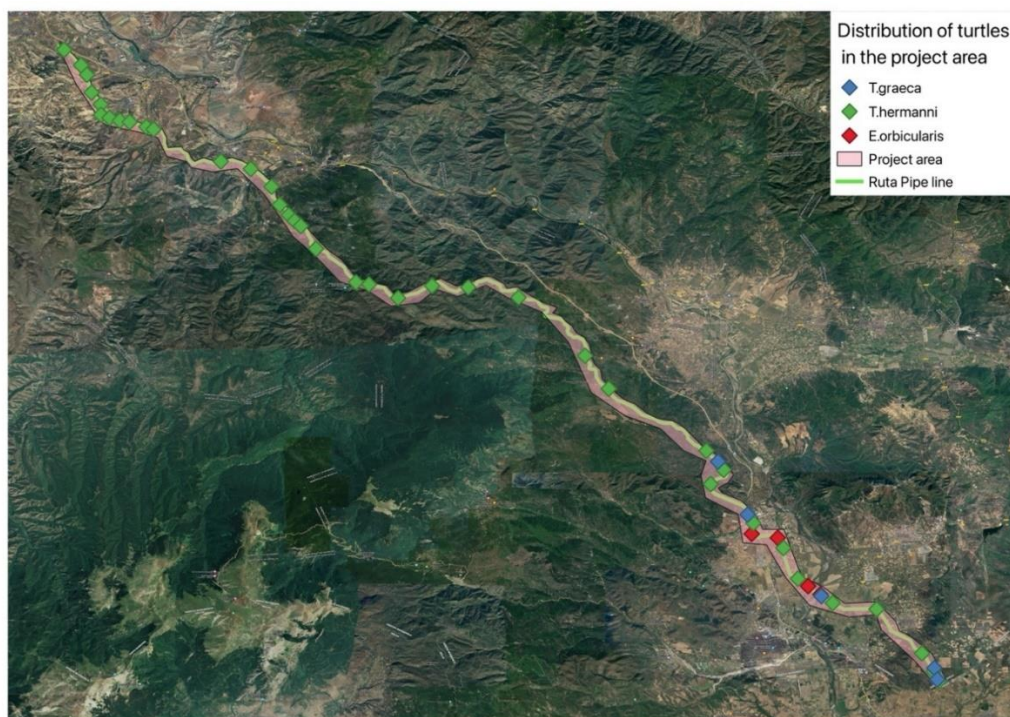 Distribution of turtles
in the project area
T.graeca
T.hermanni
E.orbicularis
Project area
Ruta Pipe line